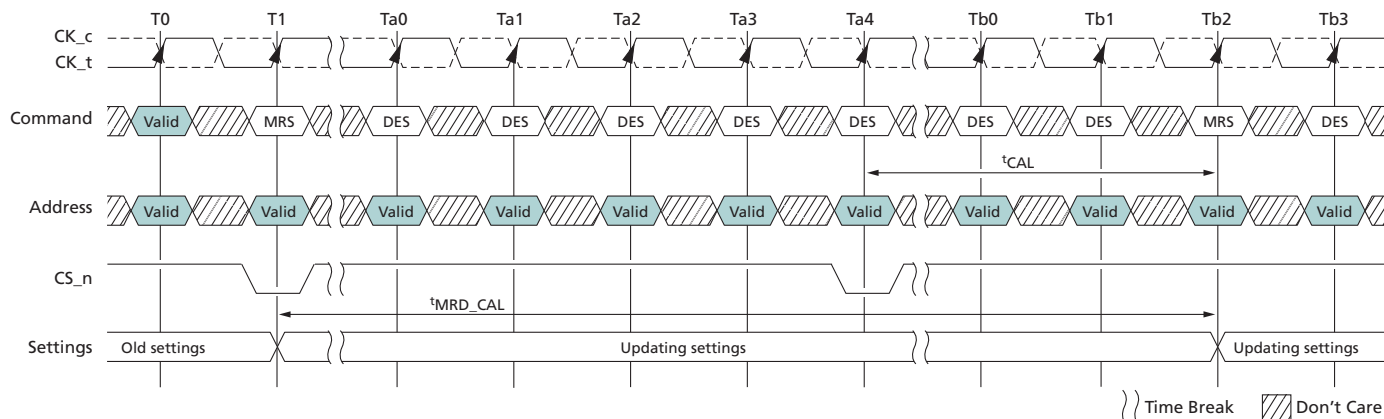 T0 T1 Ta0 Ta1 Ta2 Ta3 Ta4 Tb0 Tb1 Tb2 Tb3
CK_c
CK_t
Command Valid MRS DES DES DES DES DES DES DES MRS DES
tCAL
Address Valid Valid Valid Valid Valid Valid Valid Valid Valid Valid Valid
CS_n
tMRD_CAL
Settings Old settings Updating settings Updating settings
Time Break Don't Care